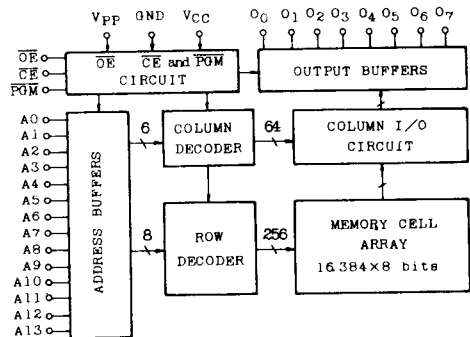 VPP GND VCC O0 O1 O2 O3 O4 O5 O6 O7
OE
CE
PGM
OE CE and PGM
CIRCUIT
OUTPUT BUFFERS
A0
A1
A2
A3
A4
A5
A6
A7
A8
A9
A10
A11
A12
A13
ADDRESS BUFFERS
6
COLUMN
DECODER
64
COLUMN I/O
CIRCUIT
8
ROW
DECODER
256
MEMORY CELL
ARRAY
16.384×8 bits